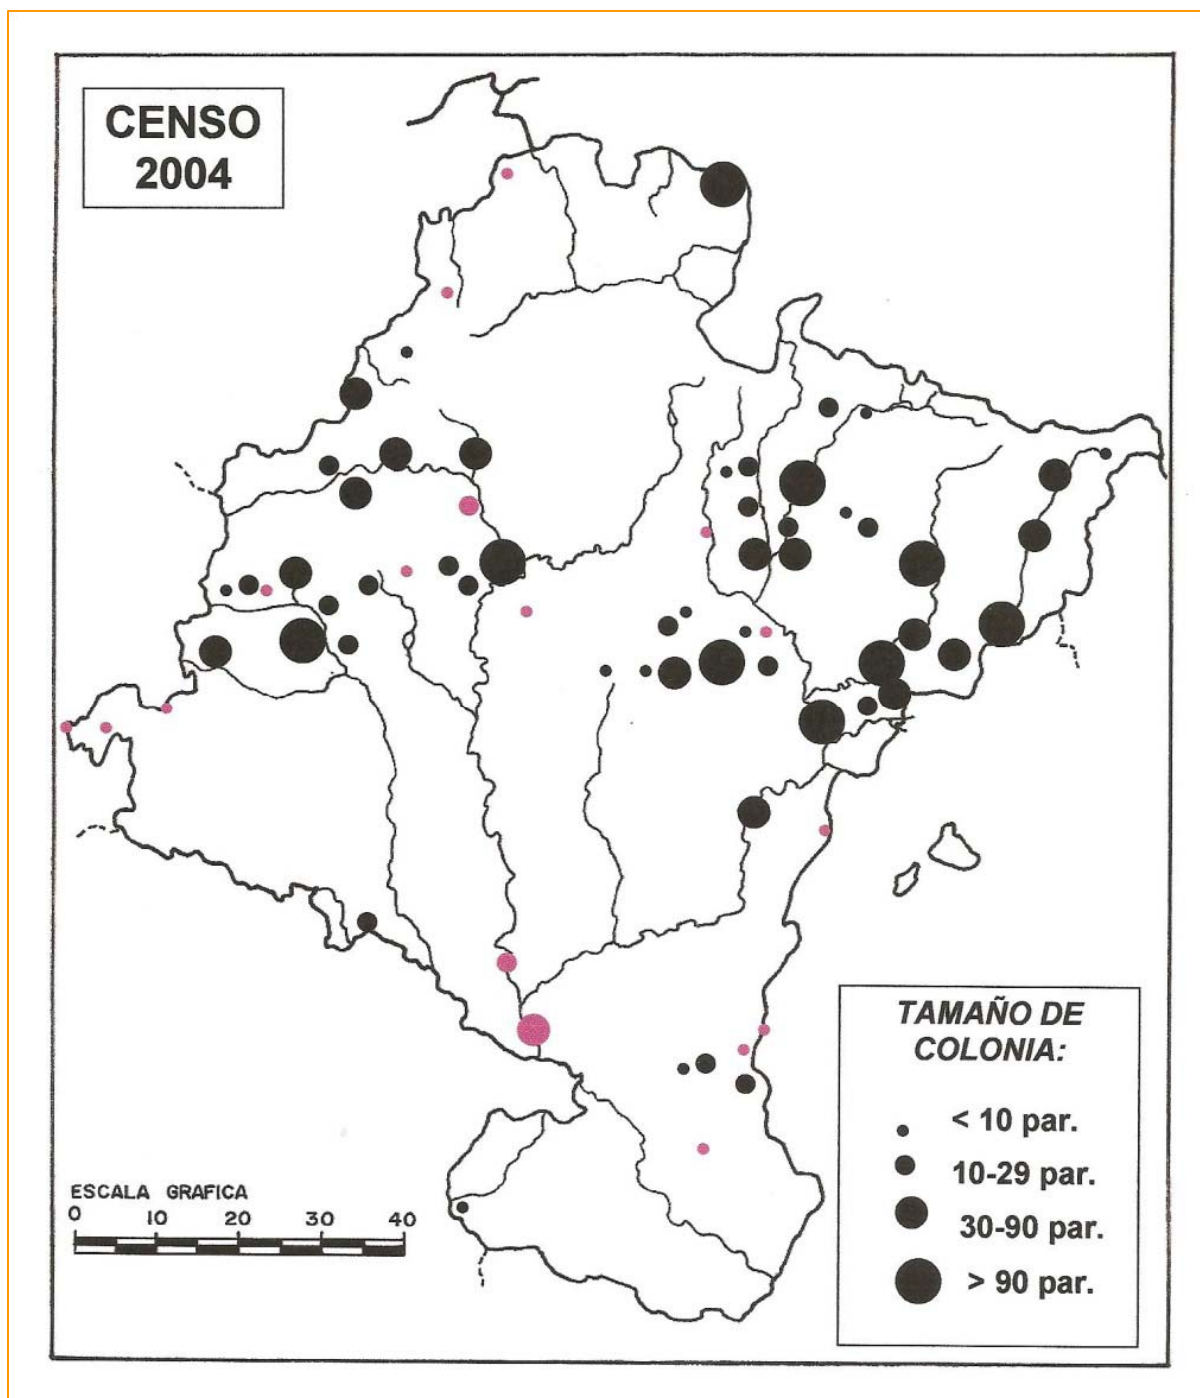 CENSO
2004
TAMAÑO DE
COLONIA:
< 10 par.
10-29 par.
30-90 par.
> 90 par.
ESCALA GRAFICA
0 10 20 30 40